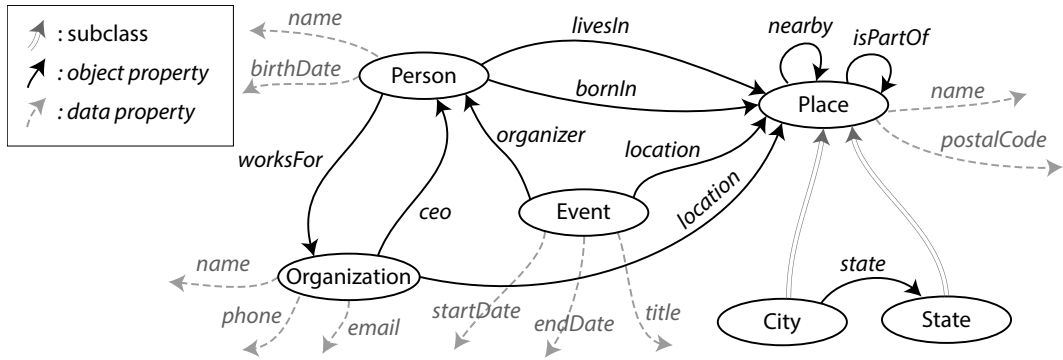 : subclass
: object property
: data property
name
birthDate
Person
livesIn
bornIn
nearby
isPartOf
Place
name
postalCode
worksFor
ceo
organizer
location
location
Event
name
Organization
phone
email
startDate
endDate
title
state
City
State